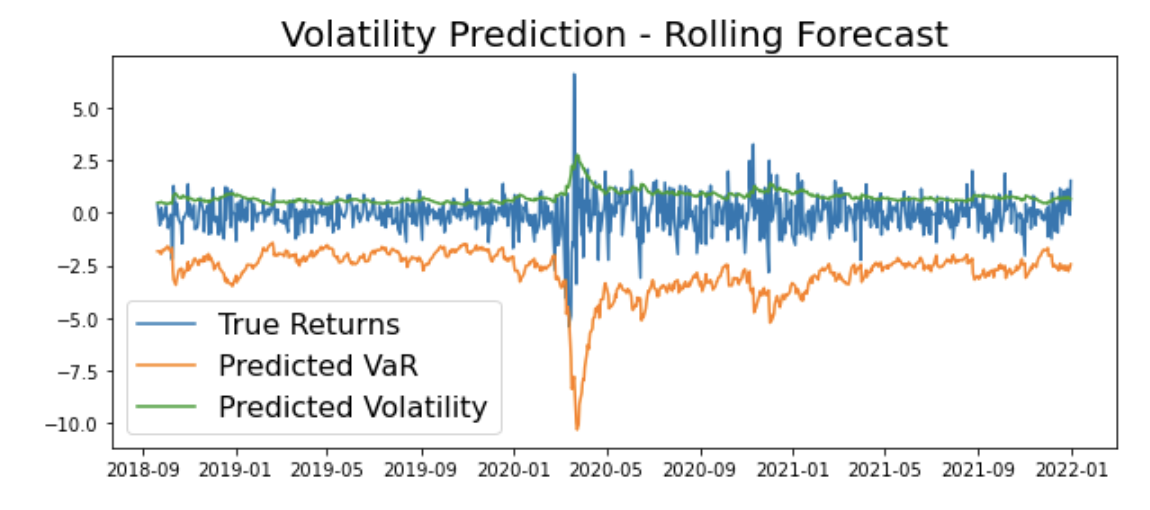 Volatility Prediction - Rolling Forecast
5.0
2.5
0.0
−2.5
−5.0
−7.5
−10.0
True Returns
Predicted VaR
Predicted Volatility
2018-09 2019-01 2019-05 2019-09 2020-01 2020-05 2020-09 2021-01 2021-05 2021-09 2022-01